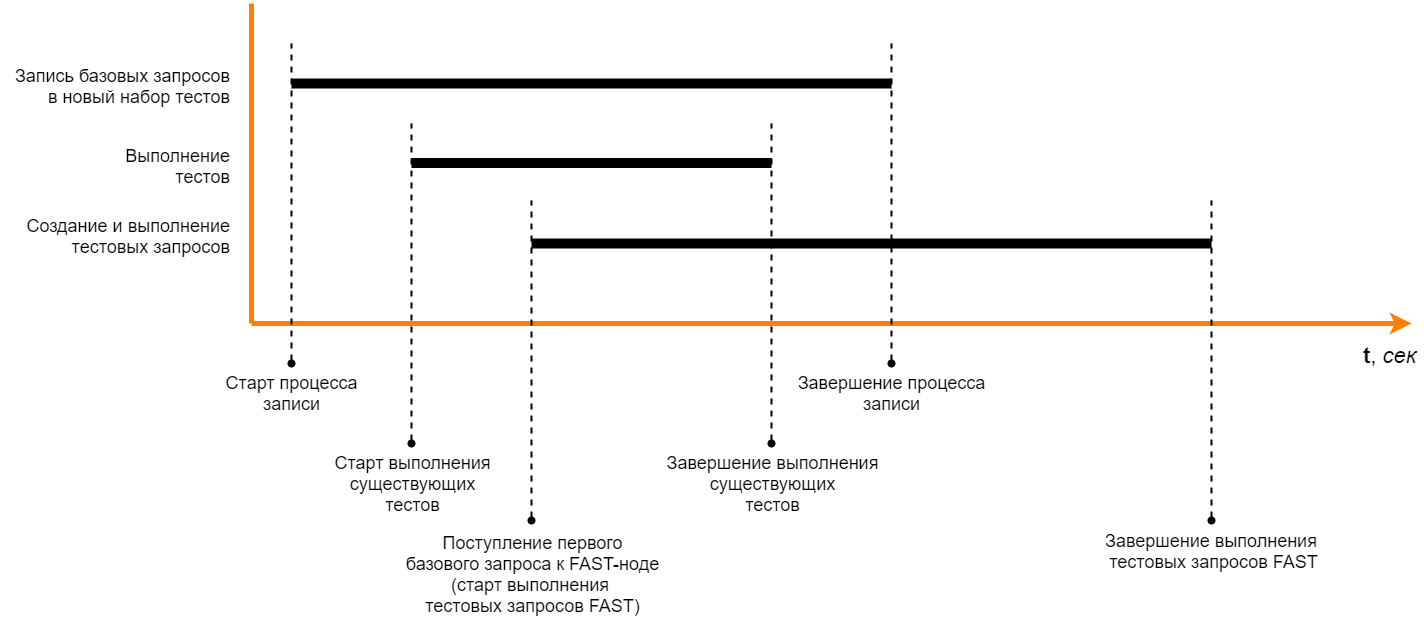 Запись базовых запросов
в новый набор тестов
Выполнение
тестов
Создание и выполнение
тестовых запросов
t, сек
Старт процесса
записи
Завершение процесса
записи
Старт выполнения
существующих
тестов
Завершение выполнения
существующих
тестов
Поступление первого
базового запроса к FAST-ноде
(старт выполнения
тестовых запросов FAST)
Завершение выполнения
тестовых запросов FAST